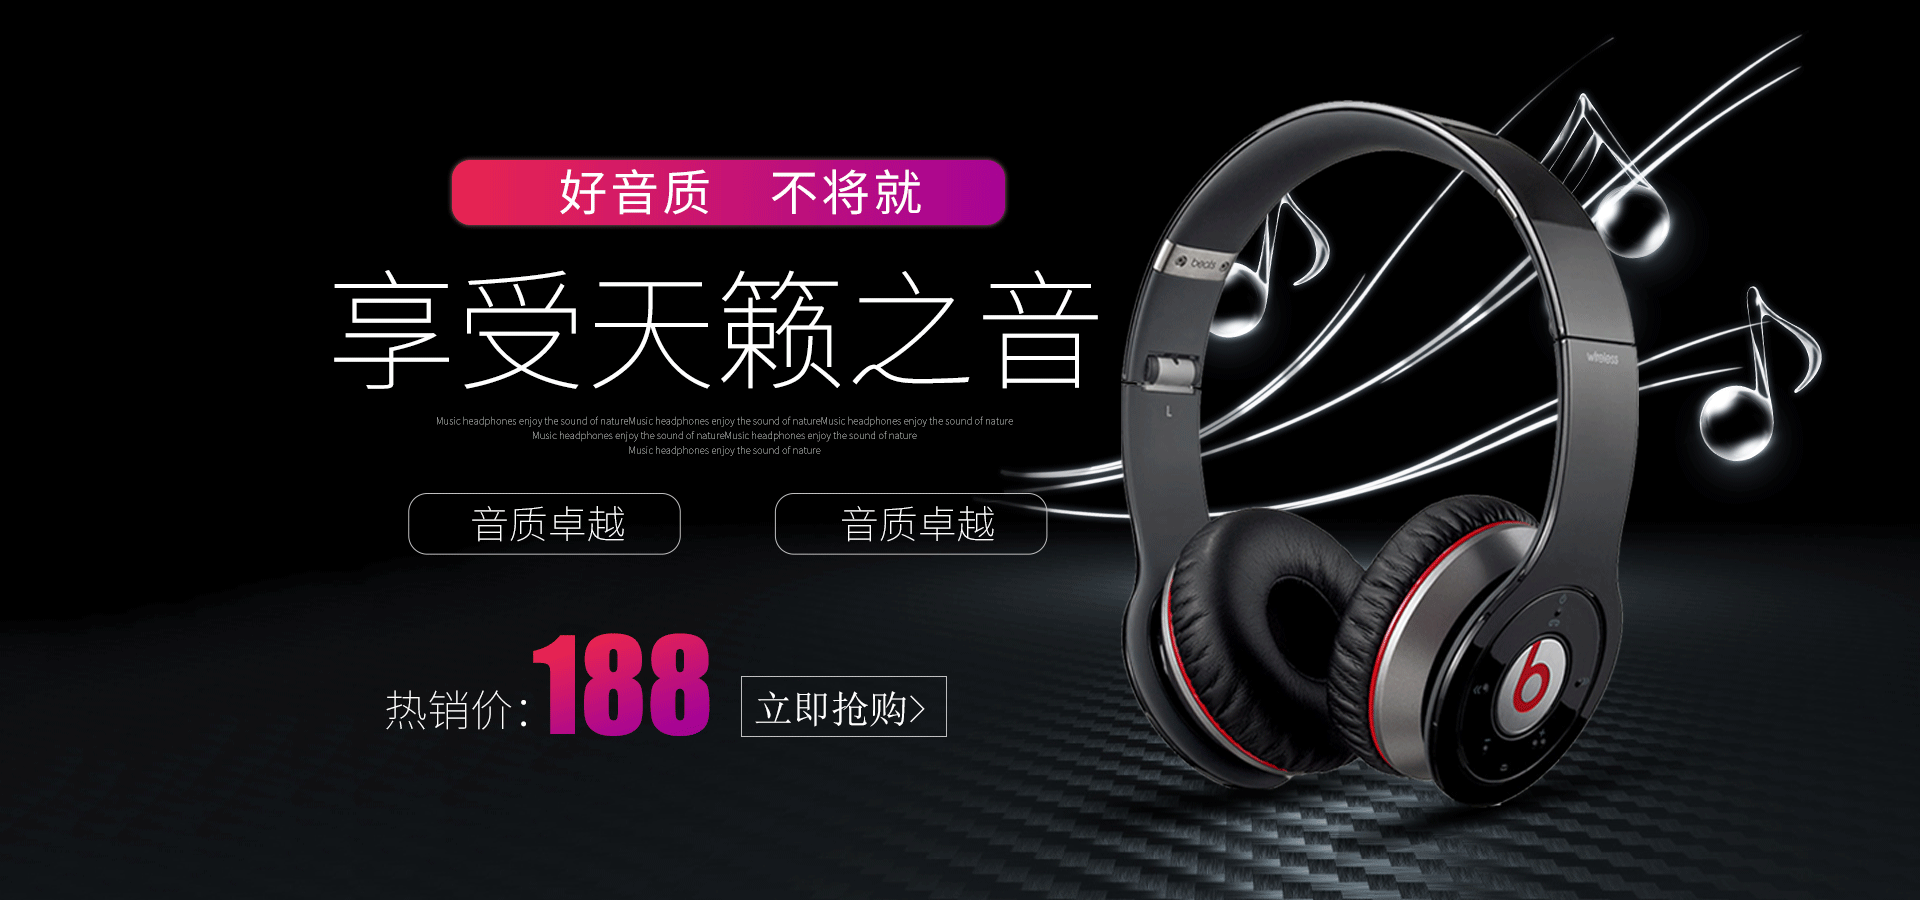 好音质 不将就
享受天籁之音
Music headphones enjoy the sound of natureMusic headphones enjoy the sound of natureMusic headphones enjoy the sound of nature
Music headphones enjoy the sound of natureMusic headphones enjoy the sound of nature
Music headphones enjoy the sound of nature
音质卓越 音质卓越
热销价：188 立即抢购>
beats
wireless
L
b